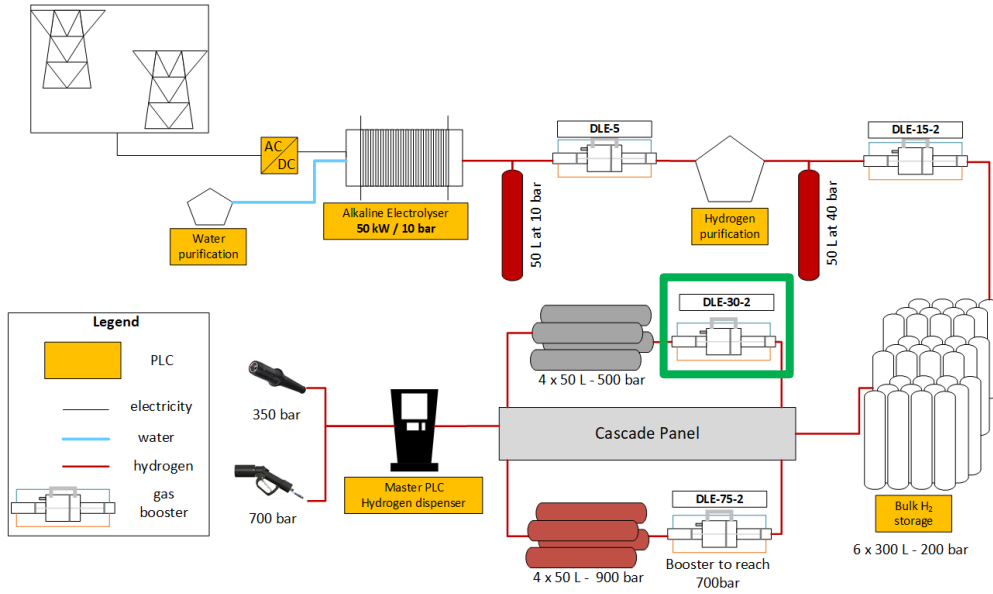 AC
DC
Alkaline Electrolyser
50 kW / 10 bar
Water
purification
50 L at 10 bar
DLE-5
Hydrogen
purification
50 L at 40 bar
DLE-15-2
Legend
PLC
electricity
water
hydrogen
gas
booster
350 bar
700 bar
Master PLC
Hydrogen dispenser
4 x 50 L - 500 bar
DLE-30-2
Cascade Panel
DLE-75-2
4 x 50 L - 900 bar
Booster to reach
700bar
Bulk H₂
storage
6 x 300 L - 200 bar